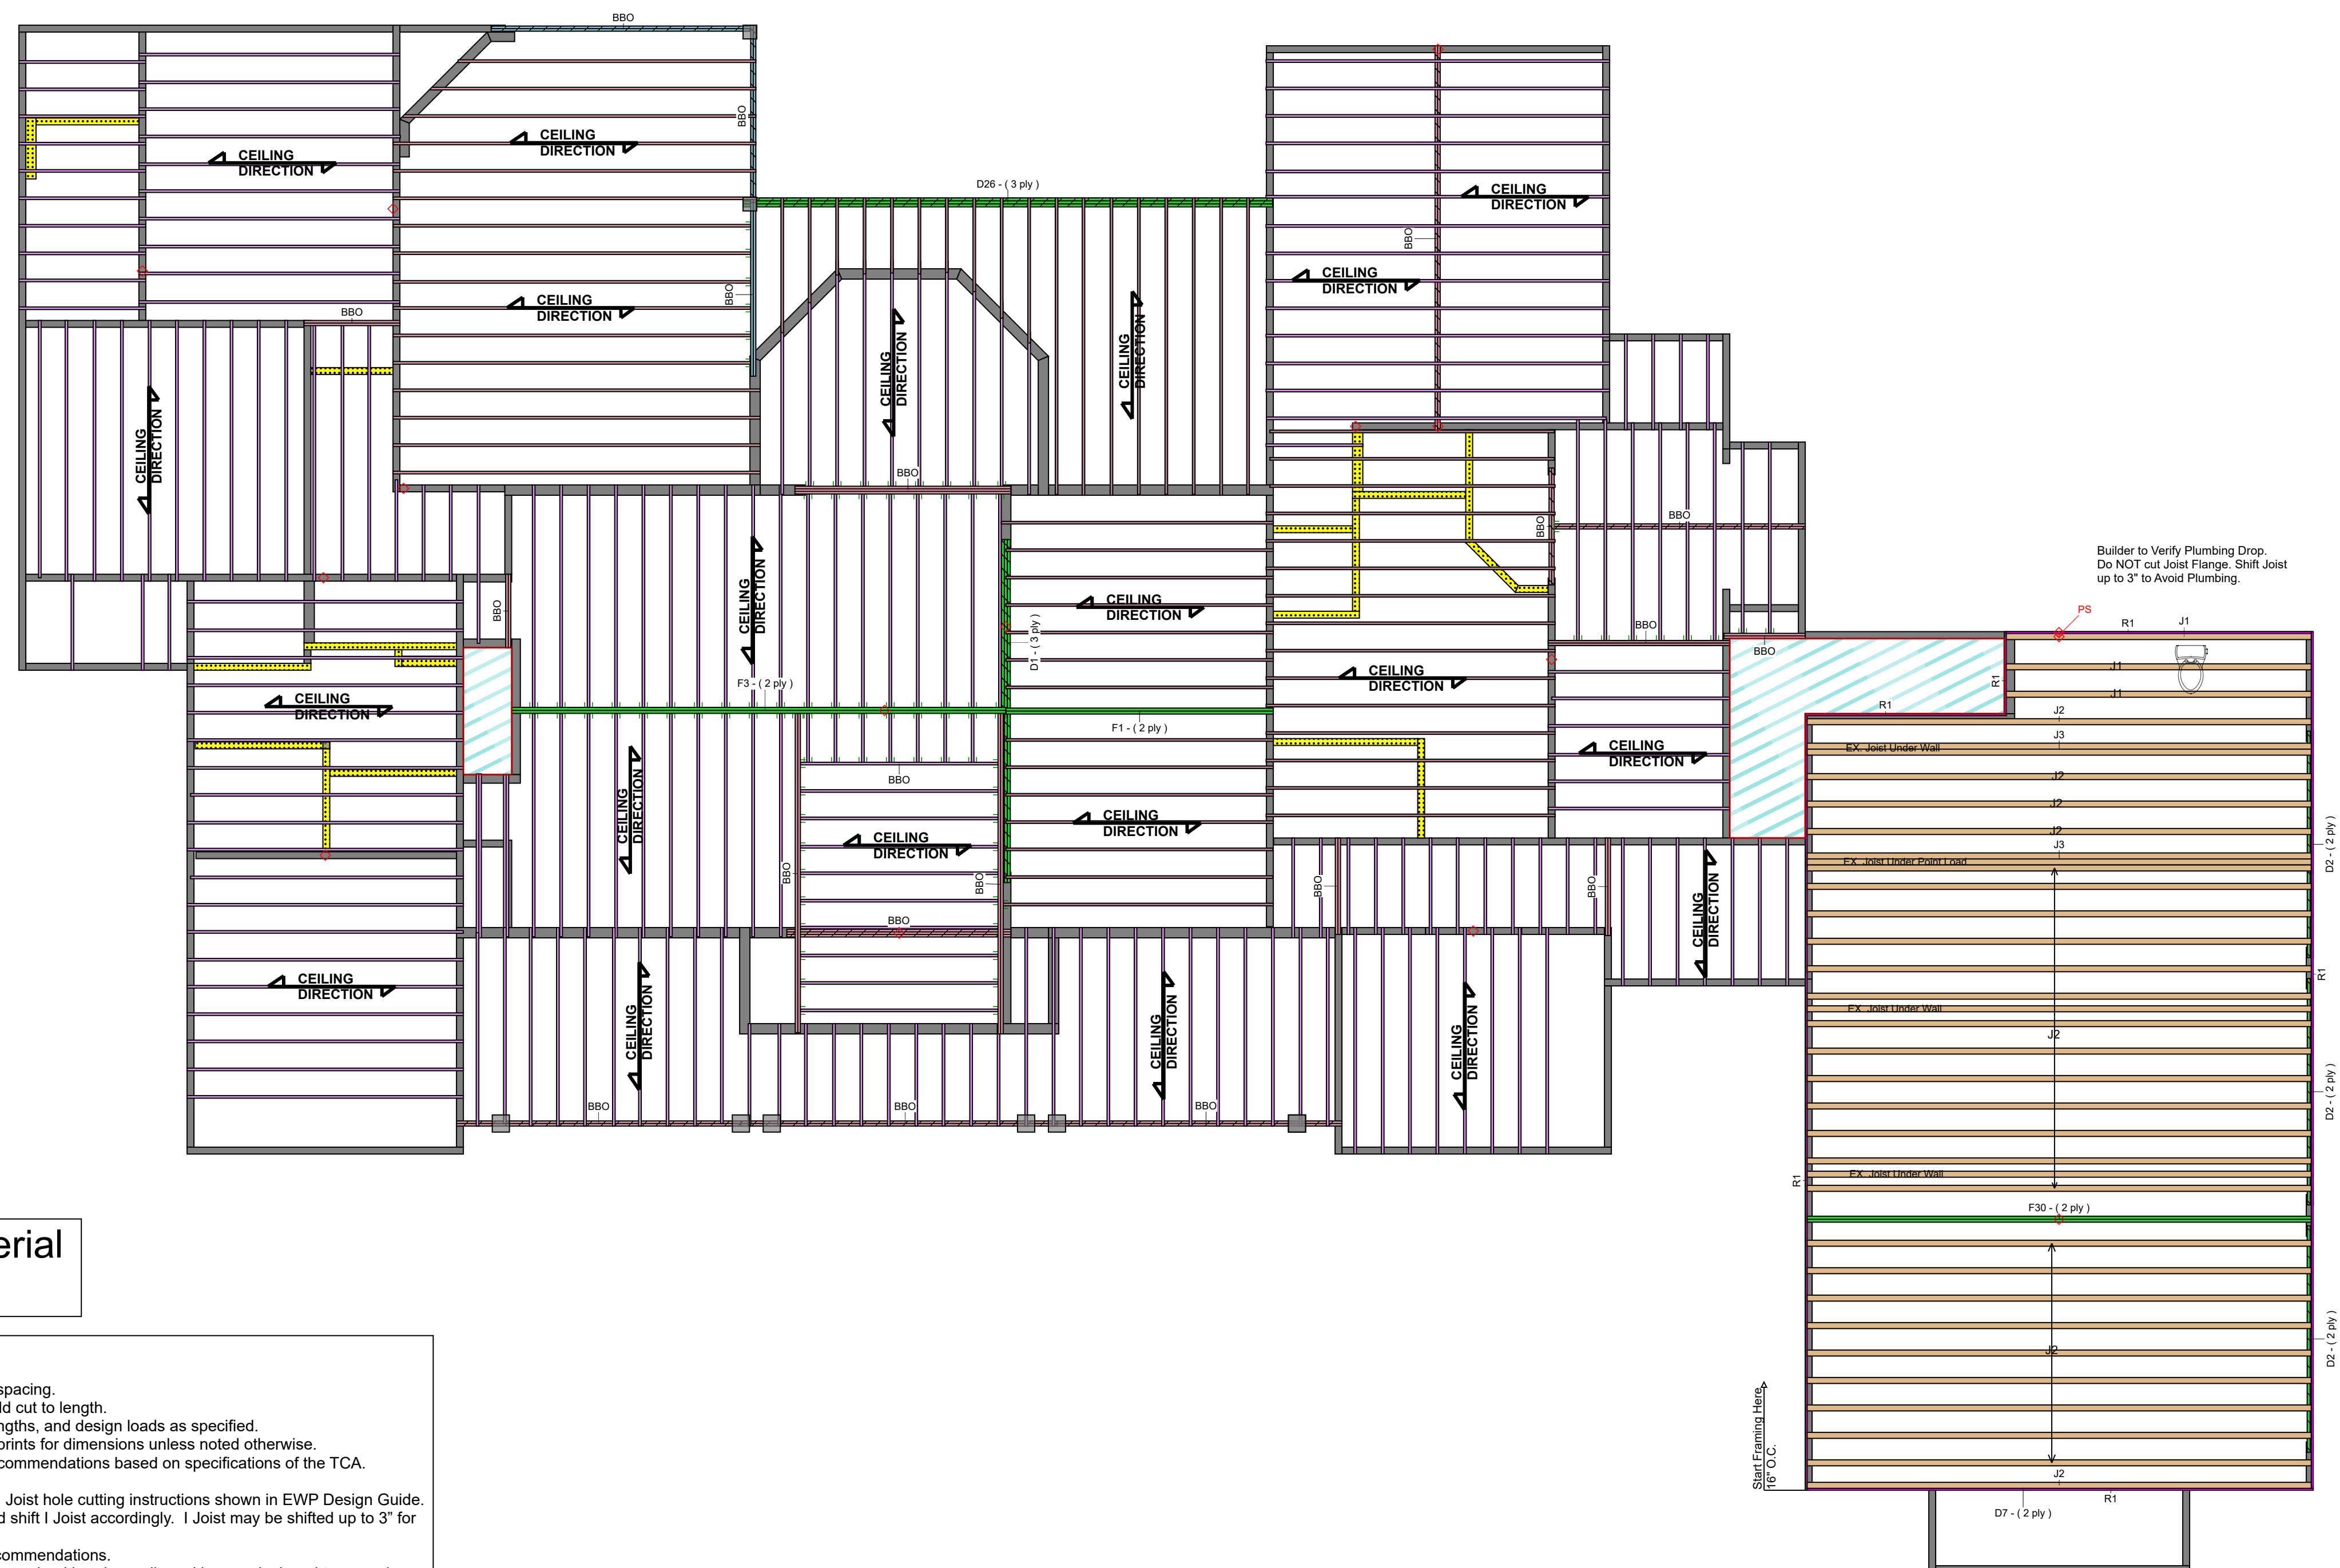 BBO
BBO
CEILING
DIRECTION
CEILING
DIRECTION
D26 - ( 3 ply )
CEILING
DIRECTION
BBO
CEILING
DIRECTION
CEILING
DIRECTION
BBO
BBO
CEILING
DIRECTION
CEILING
DIRECTION
CEILING
DIRECTION
CEILING
DIRECTION
BBO
BBO
BBO
Builder to Verify Plumbing Drop.
Do NOT cut Joist Flange. Shift Joist
up to 3" to Avoid Plumbing.
CEILING
DIRECTION
CEILING
DIRECTION
BBO
D1 - ( 3 ply )
BBO
BBO
PS
R1
J1
J1
J1
R1
CEILING
DIRECTION
F3 - ( 2 ply )
CEILING
DIRECTION
F1 - ( 2 ply )
R1
J2
J3
EX. Joist Under Wall
CEILING
DIRECTION
CEILING
DIRECTION
BBO
J2
J2
J2
CEILING
DIRECTION
CEILING
DIRECTION
D2 - ( 2 ply )
J3
EX. Joist Under Point Load
BBO
BBO
BBO
BBO
CEILING
DIRECTION
BBO
CEILING
DIRECTION
CEILING
DIRECTION
CEILING
DIRECTION
CEILING
DIRECTION
R1
EX. Joist Under Wall
J2
D2 - ( 2 ply )
BBO
BBO
BBO
R1
EX. Joist Under Wall
F30 - ( 2 ply )
erial
D2 - ( 2 ply )
J2
Start Framing Here
16" O.C.
J2
R1
D7 - ( 2 ply )
spacing.
ld cut to length.
ngths, and design loads as specified.
prints for dimensions unless noted otherwise.
commendations based on specifications of the TCA.
Joist hole cutting instructions shown in EWP Design Guide.
d shift I Joist accordingly.  I Joist may be shifted up to 3” for
commendations.